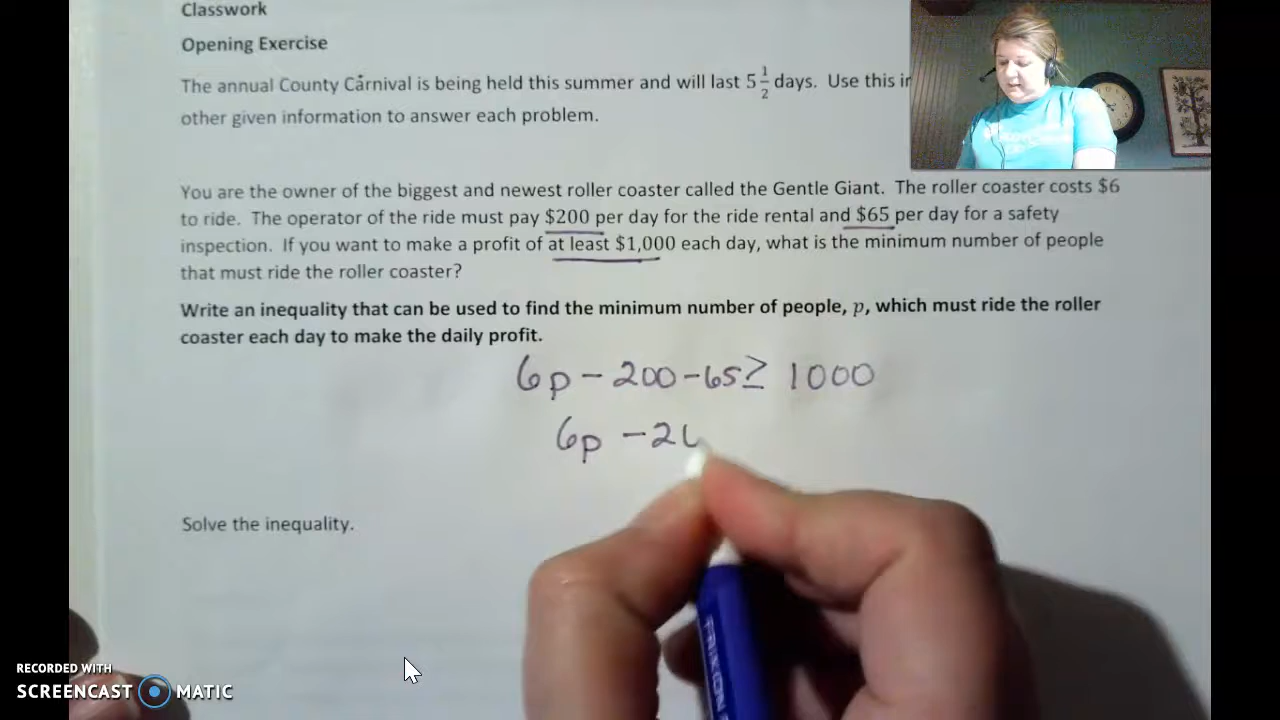 Classwork
Opening Exercise
The annual County Carnival is being held this summer and will last 5 1/2 days. Use this
other given information to answer each problem.
You are the owner of the biggest and newest roller coaster called the Gentle Giant. The roller coaster costs $6
to ride. The operator of the ride must pay $200 per day for the ride rental and $65 per day for a safety
inspection. If you want to make a profit of at least $1,000 each day, what is the minimum number of people
that must ride the roller coaster?
Write an inequality that can be used to find the minimum number of people, p, which must ride the roller
coaster each day to make the daily profit.
6p - 200 - 65 ≥ 1000
6p - 2
Solve the inequality.
RECORDED WITH
SCREENCAST MATIC